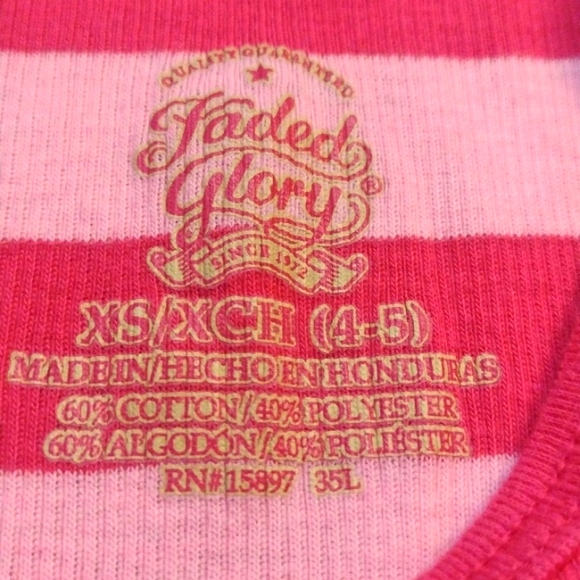 QUALITY GUARANTEED
Faded
Glory®
SINCE 1972
XS/XCH (4-5)
MADE IN/HECHO EN HONDURAS
60% COTTON/40% POLYESTER
60% ALGODÓN/40% POLIÉSTER
RN#15897 35L